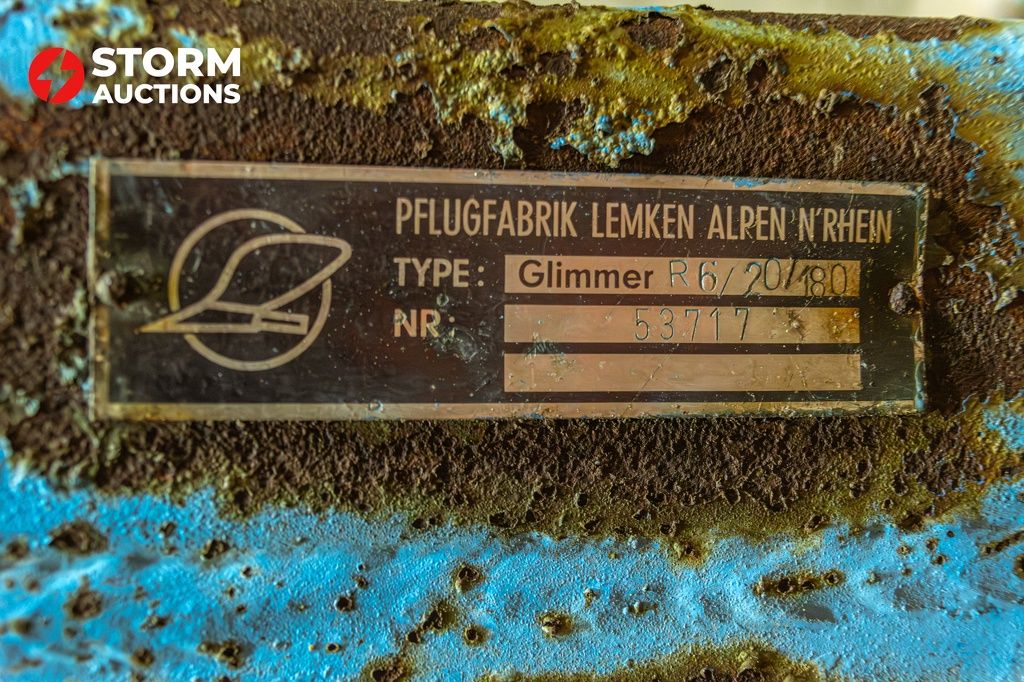 STORM
AUCTIONS
PFLUGFABRIK LEMKEN ALPEN N'RHEIN
TYPE: Glimmer R6/20/180
NR: 53717